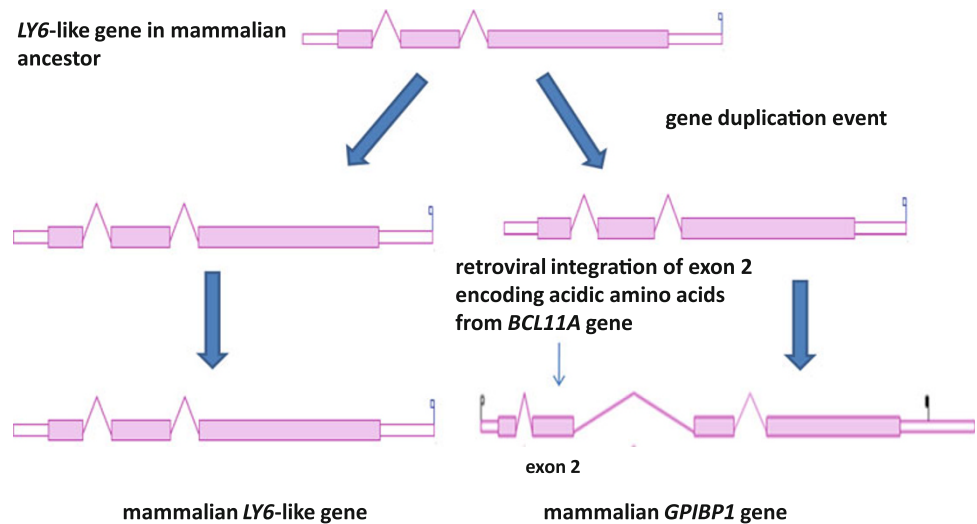 LY6-like gene in mammalian
ancestor
gene duplication event
retroviral integration of exon 2
encoding acidic amino acids
from BCL11A gene
exon 2
mammalian LY6-like gene
mammalian GPIBP1 gene